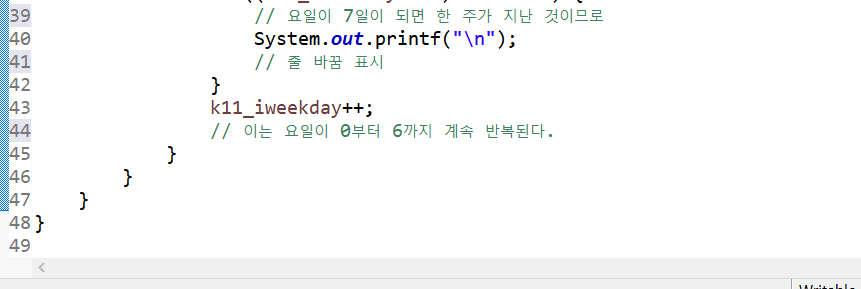 39 // 요일이 7일이 되면 한 주가 지난 것이므로
40 System.out.printf("\n");
41 // 줄 바꿈 표시
42 }
43 k11_iweekday++;
44 // 이는 요일이 0부터 6까지 계속 반복된다.
45 }
46 }
47 }
48 }
49